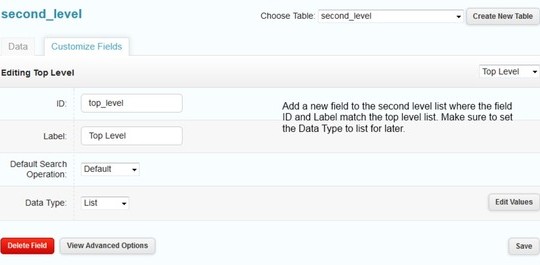 second_level
Choose Table: second_level Create New Table
Data Customize Fields
Editing Top Level Top Level
ID: top_level
Label: Top Level
Add a new field to the second level list where the field
ID and Label match the top level list. Make sure to set
the Data Type to list for later.
Default Search
Operation: Default
Data Type: List Edit Values
Delete Field View Advanced Options Save